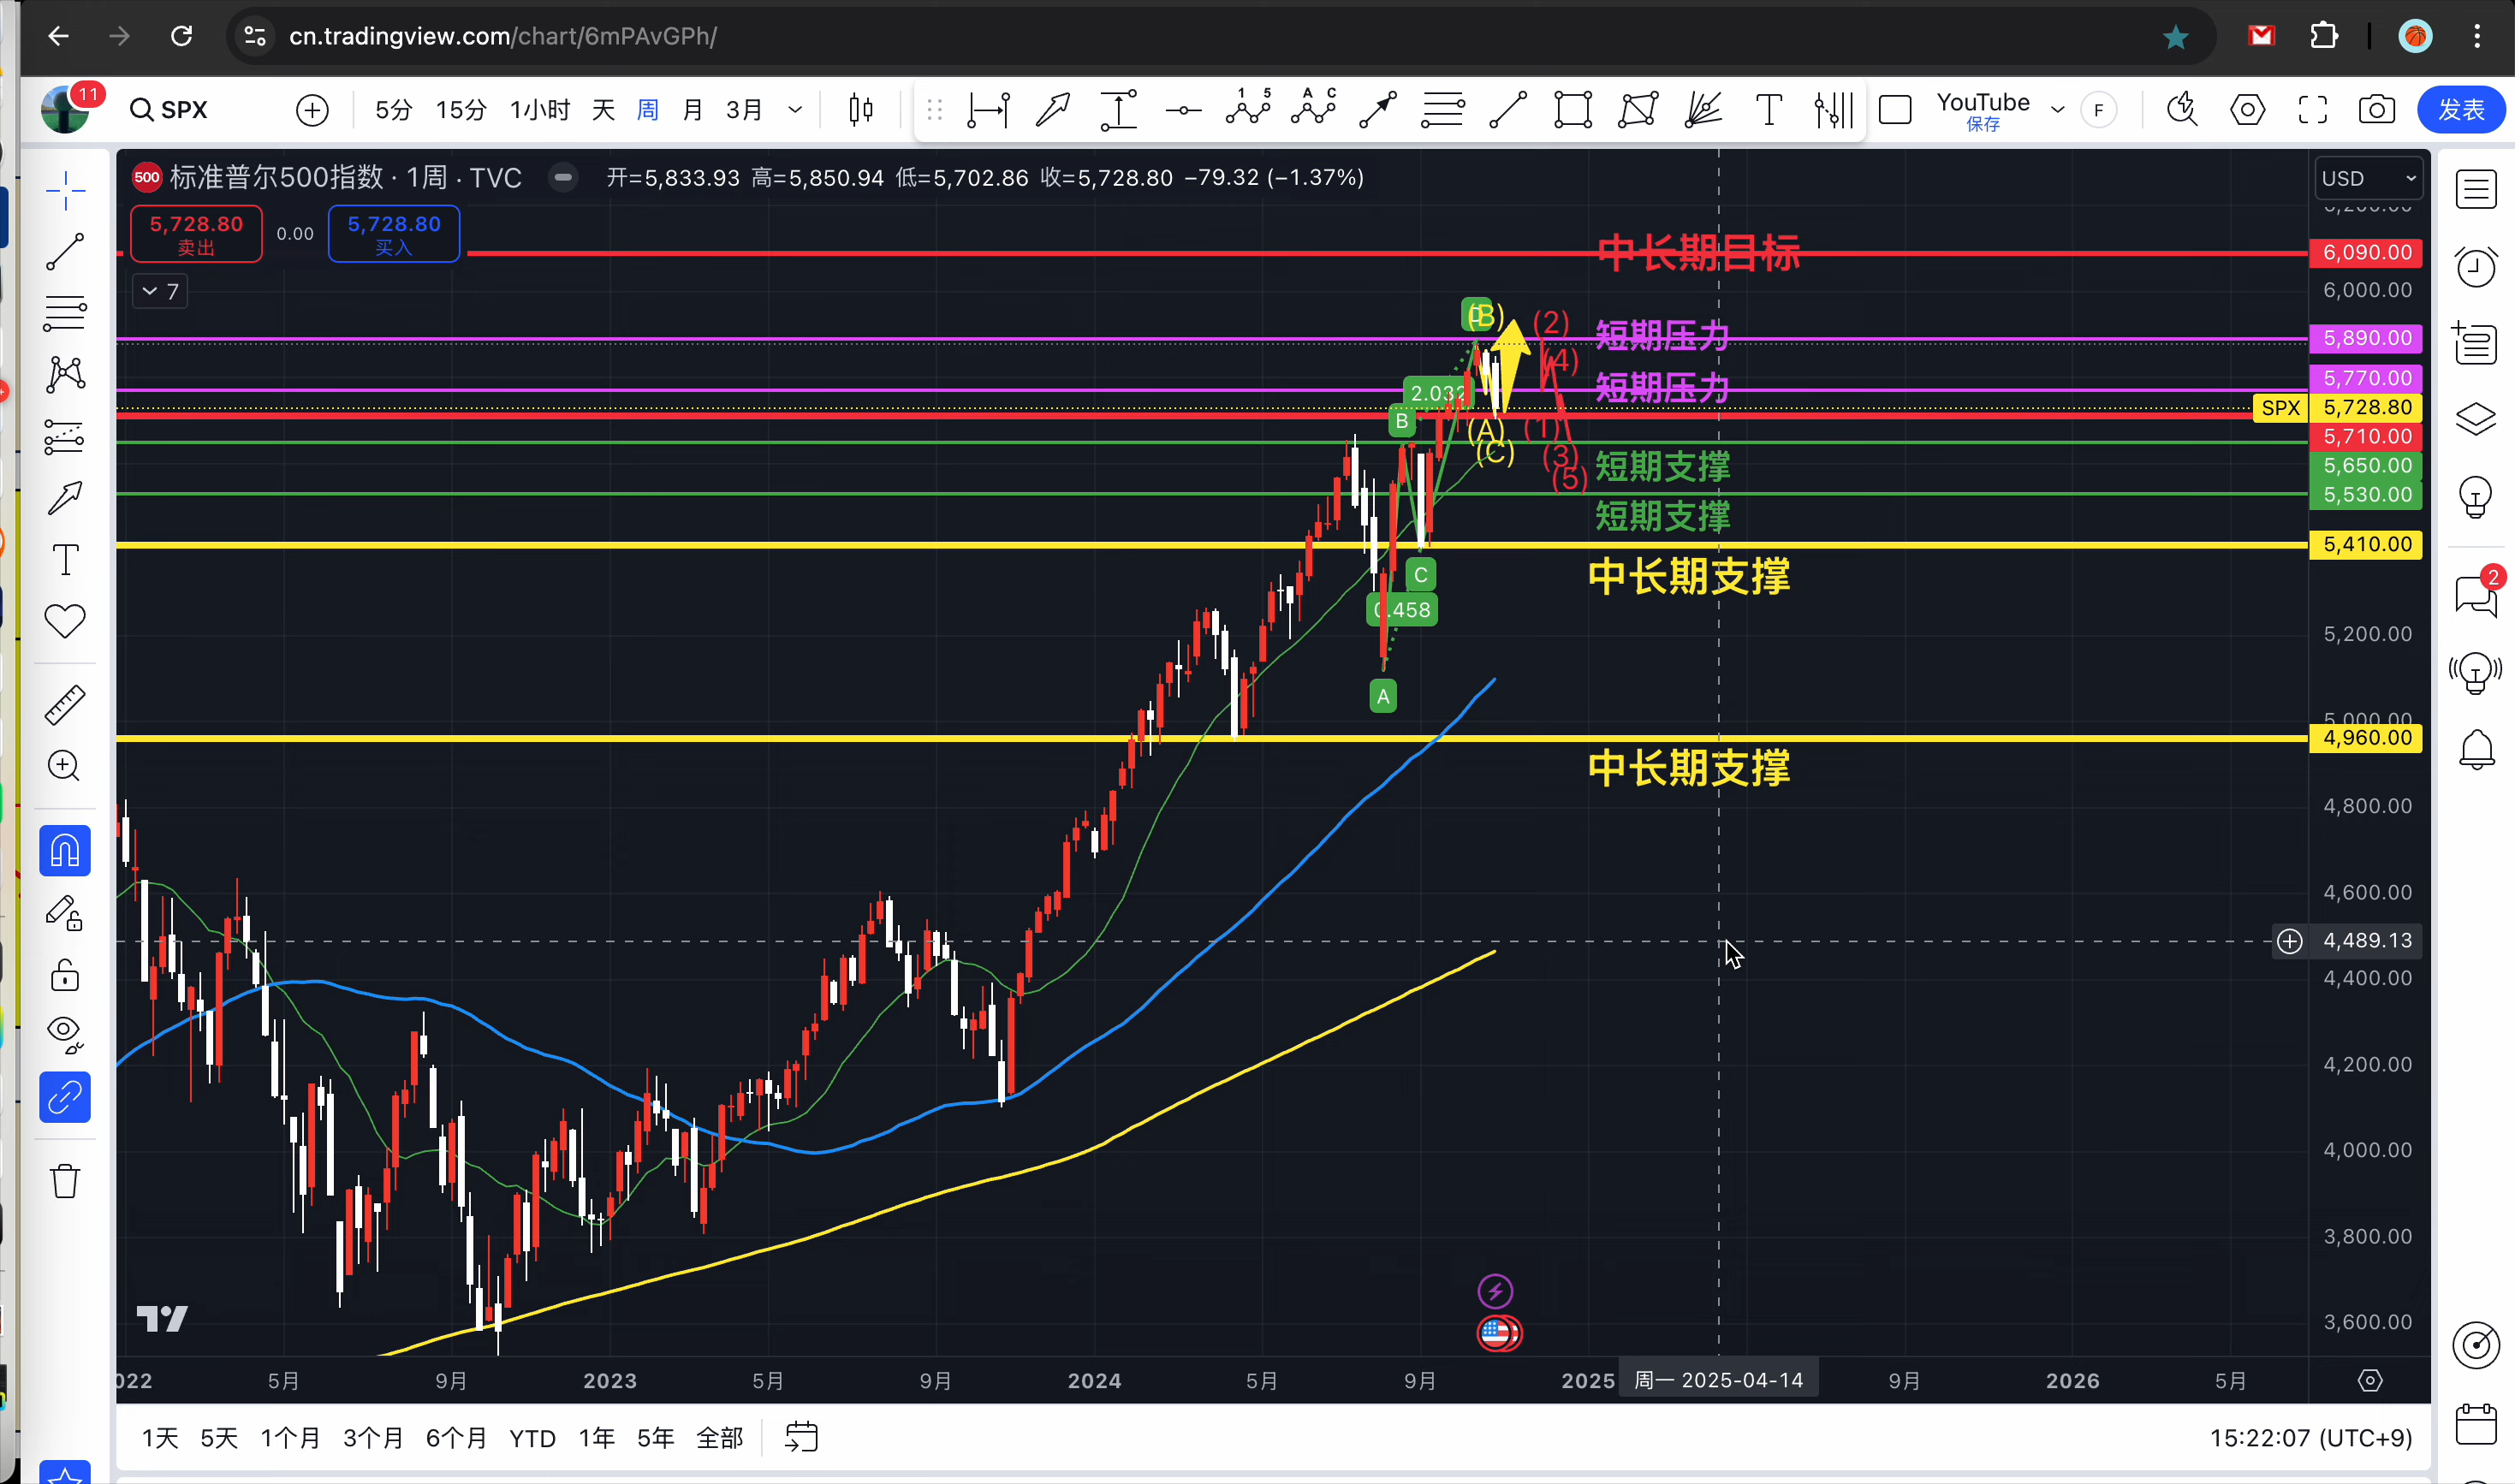 cn.tradingview.com/chart/6mPAvGPh/
11
SPX
5分 15分 1小时 天 周 月 3月
1 5
A C
T
YouTube
保存
F
发表
500 标准普尔500指数 · 1周 · TVC
开=5,833.93 高=5,850.94 低=5,702.86 收=5,728.80 −79.32 (−1.37%)
USD
5,728.80
卖出
0.00
5,728.80
买入
7
中长期目标
6,090.00
6,000.00
(B)
(2)
短期压力
5,890.00
(4)
短期压力
5,770.00
2.032
B
SPX 5,728.80
(A)
(1)
5,710.00
(C)
(3)
短期支撑
5,650.00
(5)
5,530.00
短期支撑
5,410.00
C
中长期支撑
0.458
2
5,200.00
A
5,000.00
4,960.00
中长期支撑
4,800.00
4,600.00
4,489.13
4,400.00
4,200.00
4,000.00
3,800.00
3,600.00
022 5月 9月 2023 5月 9月 2024 5月 9月 2025 周一 2025-04-14 9月 2026 5月
1天 5天 1个月 3个月 6个月 YTD 1年 5年 全部
15:22:07 (UTC+9)